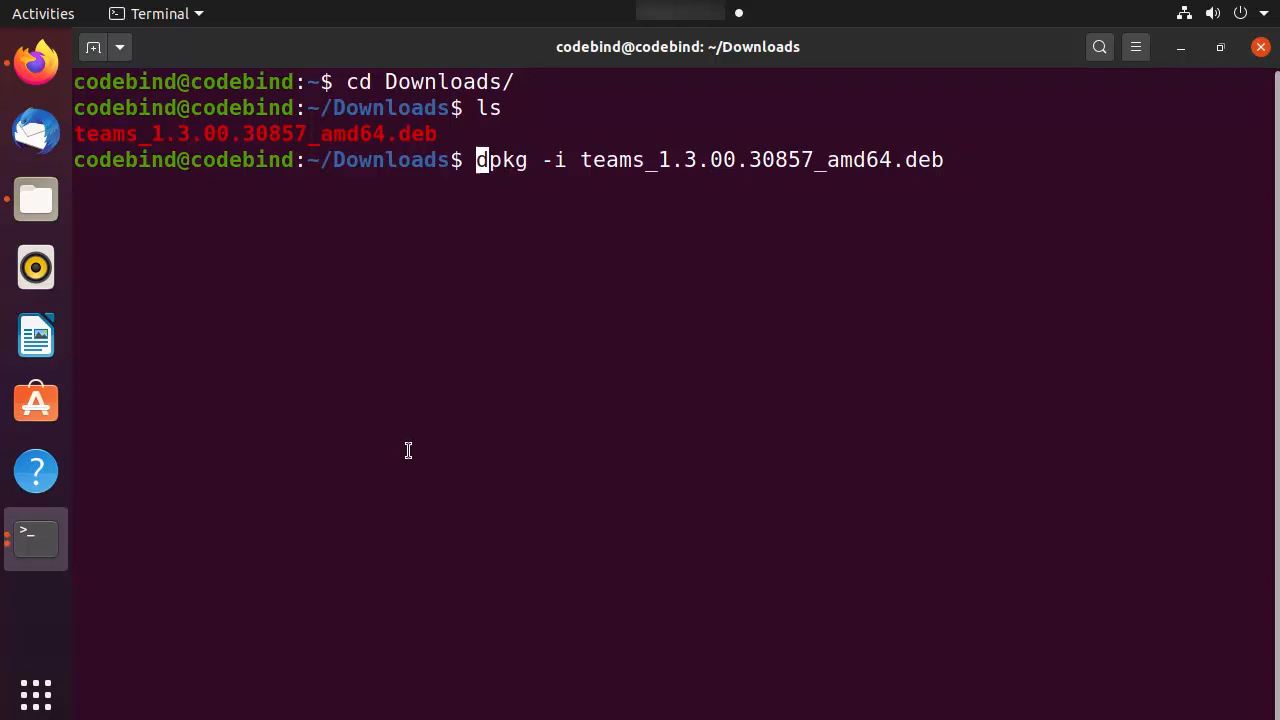 Activities Terminal
codebind@codebind: ~/Downloads
codebind@codebind:~$ cd Downloads/
codebind@codebind:~/Downloads$ ls
teams_1.3.00.30857_amd64.deb
codebind@codebind:~/Downloads$ dpkg -i teams_1.3.00.30857_amd64.deb
?
>_